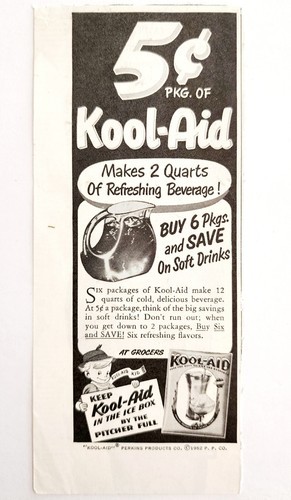 5¢
PKG. OF
Kool-Aid
Makes 2 Quarts
Of Refreshing Beverage!
BUY 6 Pkgs.
and SAVE
On Soft Drinks
SIX packages of Kool-Aid make 12
quarts of cold, delicious beverage.
At 5¢ a package, think of the big savings
in soft drinks! Don't run out; when
you get down to 2 packages, Buy Six
and SAVE! Six refreshing flavors.
AT GROCERS
KOOL-AID KID
KEEP
Kool-Aid
IN THE ICE BOX
BY THE
PITCHER FULL
KOOL-AID
"KOOL-AID" PERKINS PRODUCTS CO. ©1952 P. P. CO.